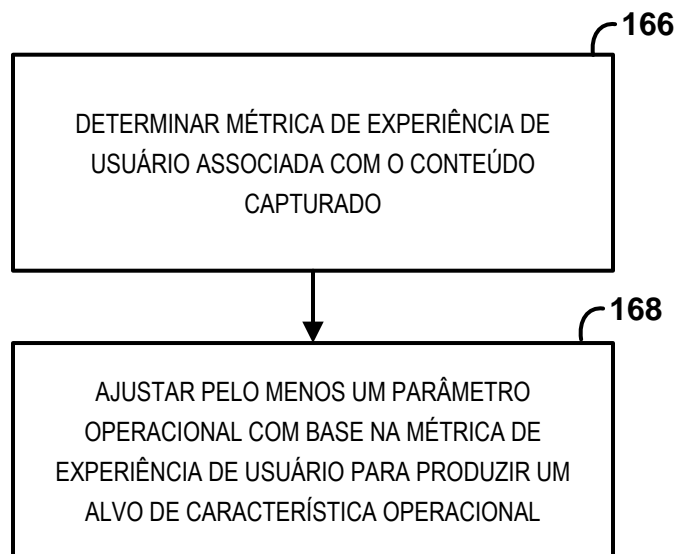 166
DETERMINAR MÉTRICA DE EXPERIÊNCIA DE
USUÁRIO ASSOCIADA COM O CONTEÚDO
CAPTURADO
168
AJUSTAR PELO MENOS UM PARÂMETRO
OPERACIONAL COM BASE NA MÉTRICA DE
EXPERIÊNCIA DE USUÁRIO PARA PRODUZIR UM
ALVO DE CARACTERÍSTICA OPERACIONAL